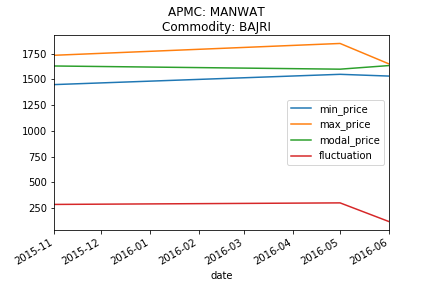 APMC: MANWAT
Commodity: BAJRI
1750
1500
1250
1000
750
500
250
min_price
max_price
modal_price
fluctuation
2015-11
2015-12
2016-01
2016-02
2016-03
2016-04
2016-05
2016-06
date